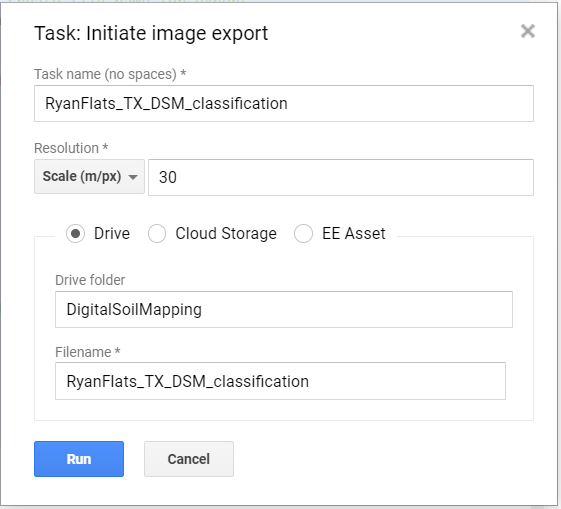 Task: Initiate image export
Task name (no spaces) *
RyanFlats_TX_DSM_classification
Resolution *
Scale (m/px) 30
Drive Cloud Storage EE Asset
Drive folder
DigitalSoilMapping
Filename *
RyanFlats_TX_DSM_classification
Run Cancel